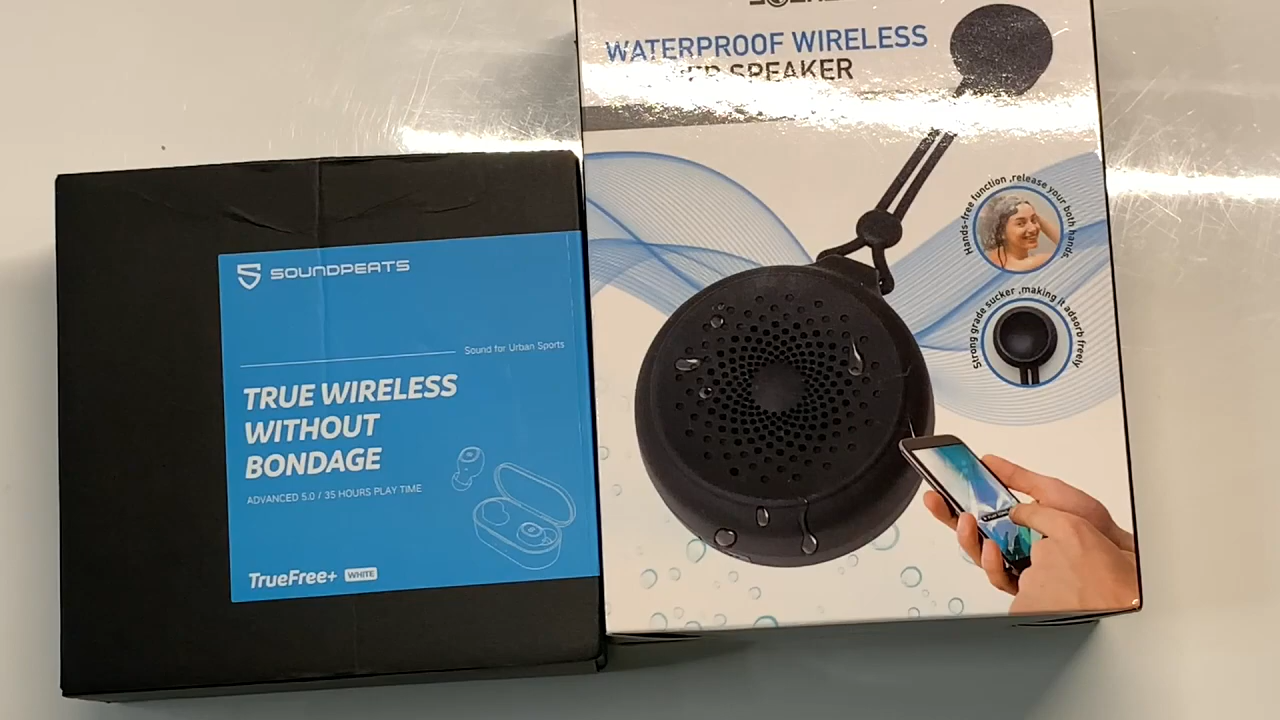 SOUNDPEATS
Sound for Urban Sports
TRUE WIRELESS
WITHOUT
BONDAGE
ADVANCED 5.0 / 35 HOURS PLAY TIME
TrueFree+ WHITE
WATERPROOF WIRELESS
SPEAKER
Hands-free function ,release your both hands.
Strong grade sucker ,making it adsorb freely